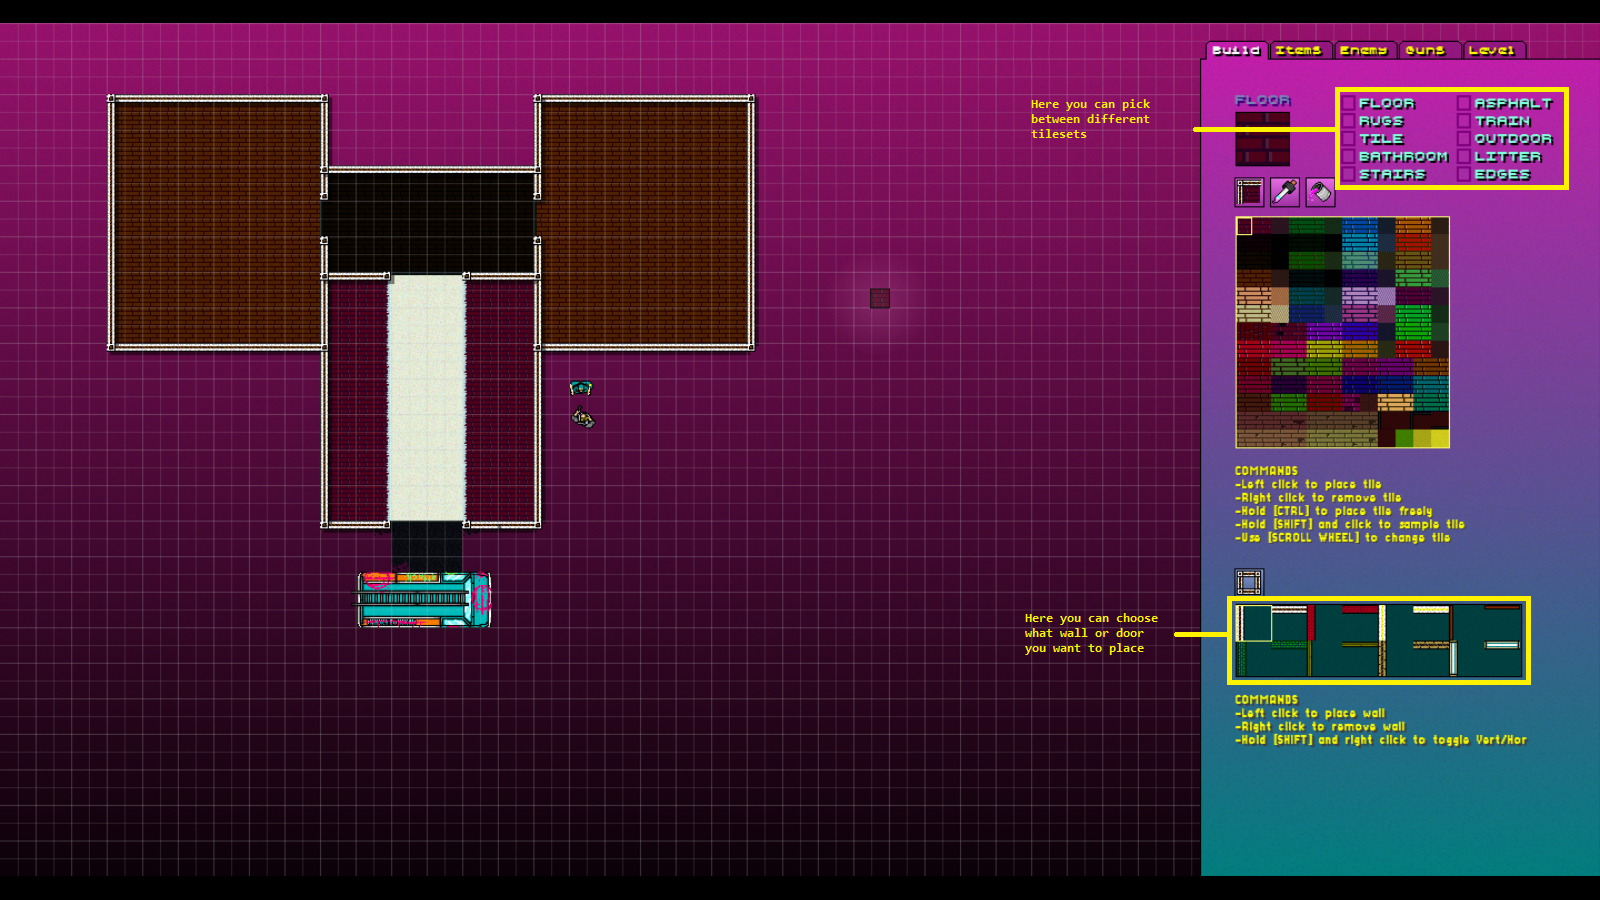 Build Items Enemy Guns Level
Here you can pick
between different
tilesets
FLOOR
FLOOR ASPHALT
RUGS TRAIN
TILE OUTDOOR
BATHROOM LITTER
STAIRS EDGES
COMMANDS
-Left click to place tile
-Right click to remove tile
-Hold [CTRL] to place tile freely
-Hold [SHIFT] and click to sample tile
-Use [SCROLL WHEEL] to change tile
Here you can choose
what wall or door
you want to place
COMMANDS
-Left click to place wall
-Right click to remove wall
-Hold [SHIFT] and right click to toggle Vert/Hor